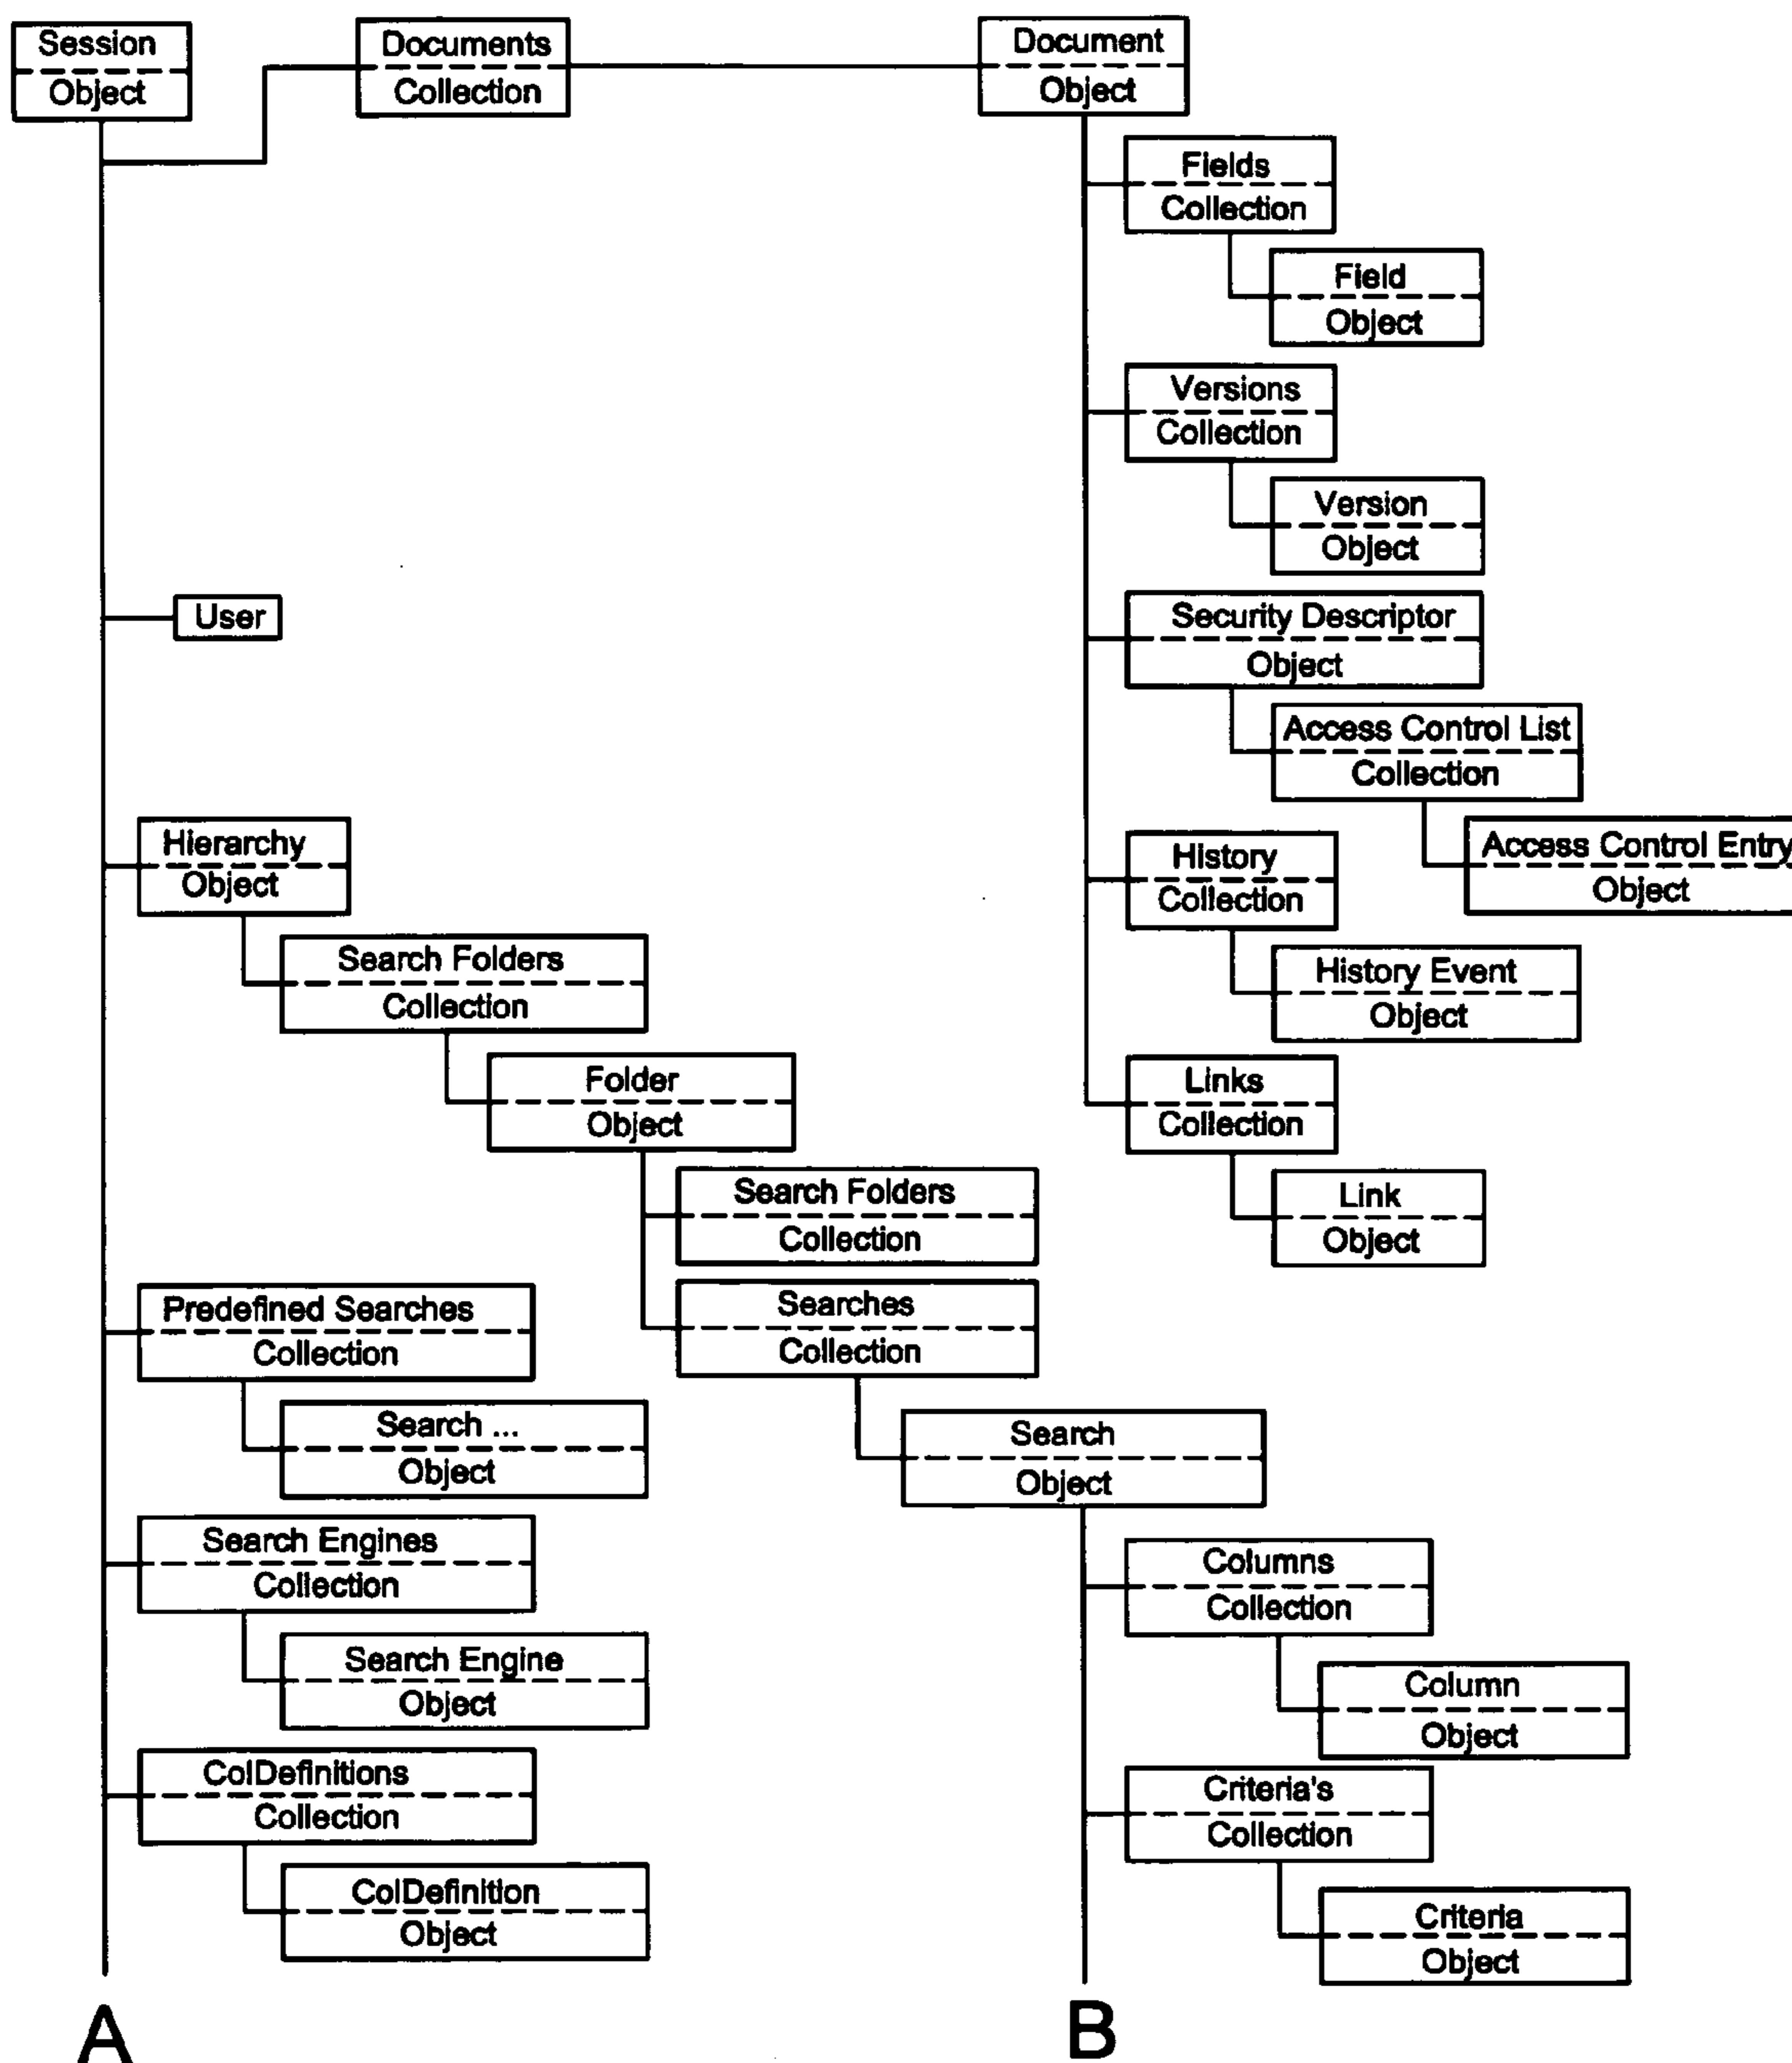 Session
Object
Documents
Collection
Document
Object
Fields
Collection
Field
Object
Versions
Collection
Version
Object
User
Security Descriptor
Object
Access Control List
Collection
Access Control Entry
Object
Hierarchy
Object
History
Collection
Search Folders
Collection
History Event
Object
Folder
Object
Links
Collection
Search Folders
Collection
Link
Object
Predefined Searches
Collection
Searches
Collection
Search ...
Object
Search
Object
Search Engines
Collection
Columns
Collection
Search Engine
Object
Column
Object
ColDefinitions
Collection
Criteria's
Collection
ColDefinition
Object
Criteria
Object
A
B